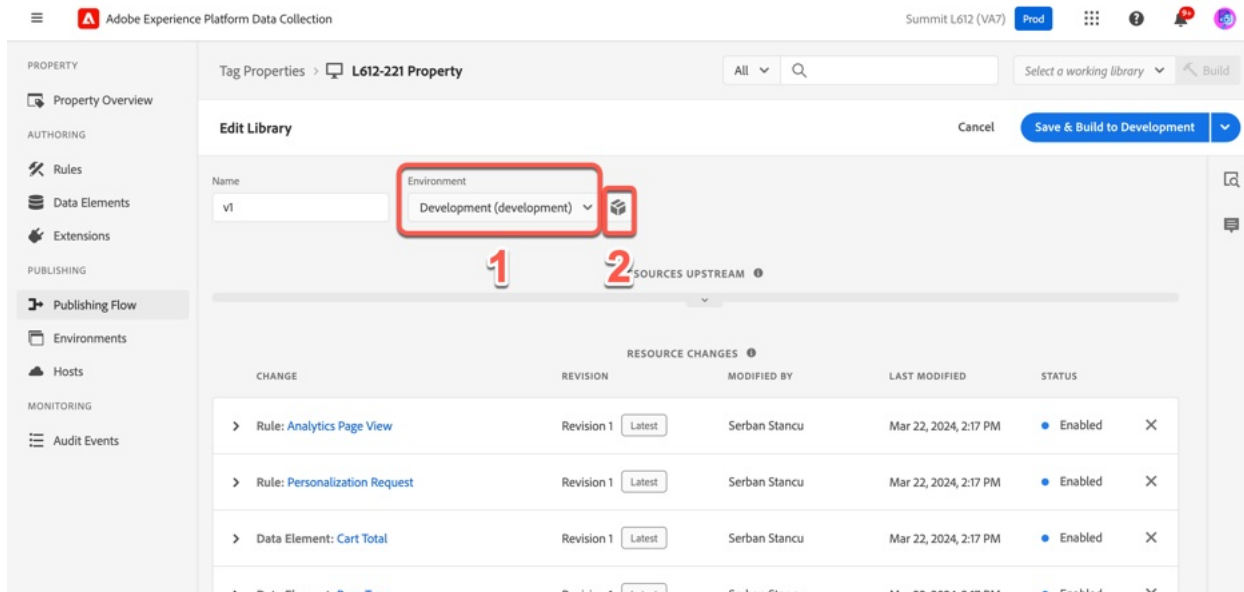 Adobe Experience Platform Data Collection
Summit L612 (VA7) Prod 9+
PROPERTY
Property Overview
AUTHORING
Rules
Data Elements
Extensions
PUBLISHING
Publishing Flow
Environments
Hosts
MONITORING
Audit Events
Tag Properties > L612-221 Property
All
Select a working library
Build
Edit Library
Cancel
Save & Build to Development
Name
v1
Environment
Development (development)
1 2
SOURCES UPSTREAM
RESOURCE CHANGES
CHANGE REVISION MODIFIED BY LAST MODIFIED STATUS
Rule: Analytics Page View Revision 1 Latest Serban Stancu Mar 22, 2024, 2:17 PM Enabled
Rule: Personalization Request Revision 1 Latest Serban Stancu Mar 22, 2024, 2:17 PM Enabled
Data Element: Cart Total Revision 1 Latest Serban Stancu Mar 22, 2024, 2:17 PM Enabled